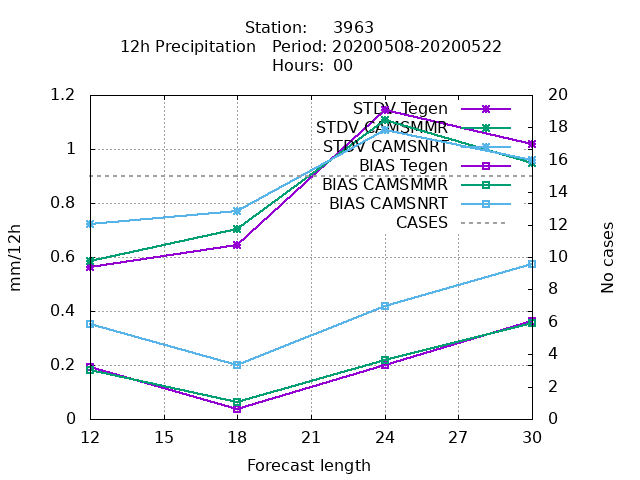 Station: 3963
12h Precipitation Period: 20200508-20200522
Hours: 00
1.2
1
0.8
0.6
0.4
0.2
0
mm/12h
20
18
16
14
12
10
8
6
4
2
0
No cases
STDV Tegen
STDV CAMSMMR
STDV CAMSNRT
BIAS Tegen
BIAS CAMSMMR
BIAS CAMSNRT
CASES
12 15 18 21 24 27 30
Forecast length